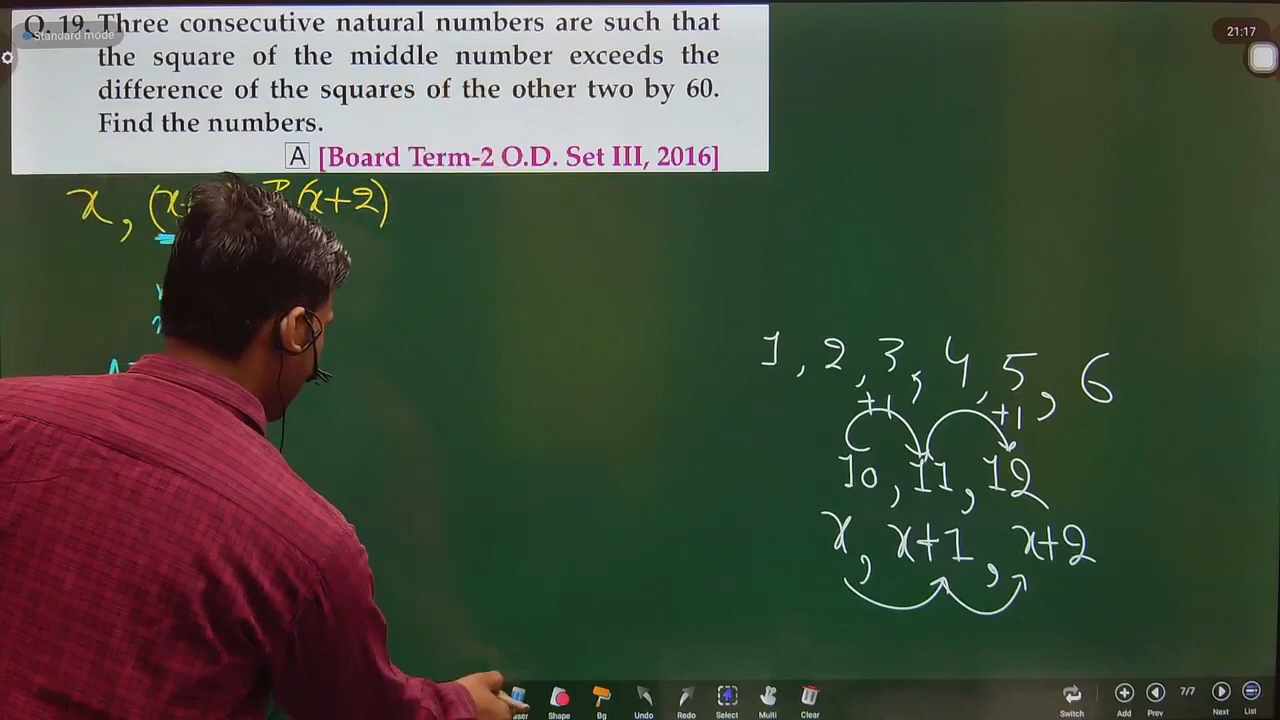 Q. 19. Three consecutive natural numbers are such that
Standard mode
21:17
the square of the middle number exceeds the
difference of the squares of the other two by 60.
Find the numbers.
A [Board Term-2 O.D. Set III, 2016]
x, (x (x+2)
1, 2, 3, 4, 5, 6
+1 +1
10, 11, 12
x, x+1, x+2
Shape Bg Undo Redo Select Multi Clear Switch Add Prev 7/7 Next List